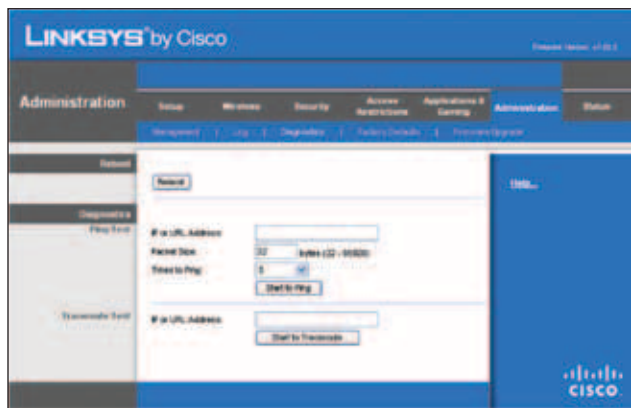 LINKSYS® by Cisco
Firmware Version:
Administration
Setup Wireless Security Access Restrictions Applications & Gaming Administration Status
Management | Log | Diagnostics | Factory Defaults | Firmware Upgrade
Reboot
Reboot
Help...
Diagnostics
Ping Test
IP or URL Address:
Packet Size: 32 bytes (32 - 65500)
Times to Ping: 5
Start to Ping
Traceroute Test
IP or URL Address:
Start to Traceroute
CISCO